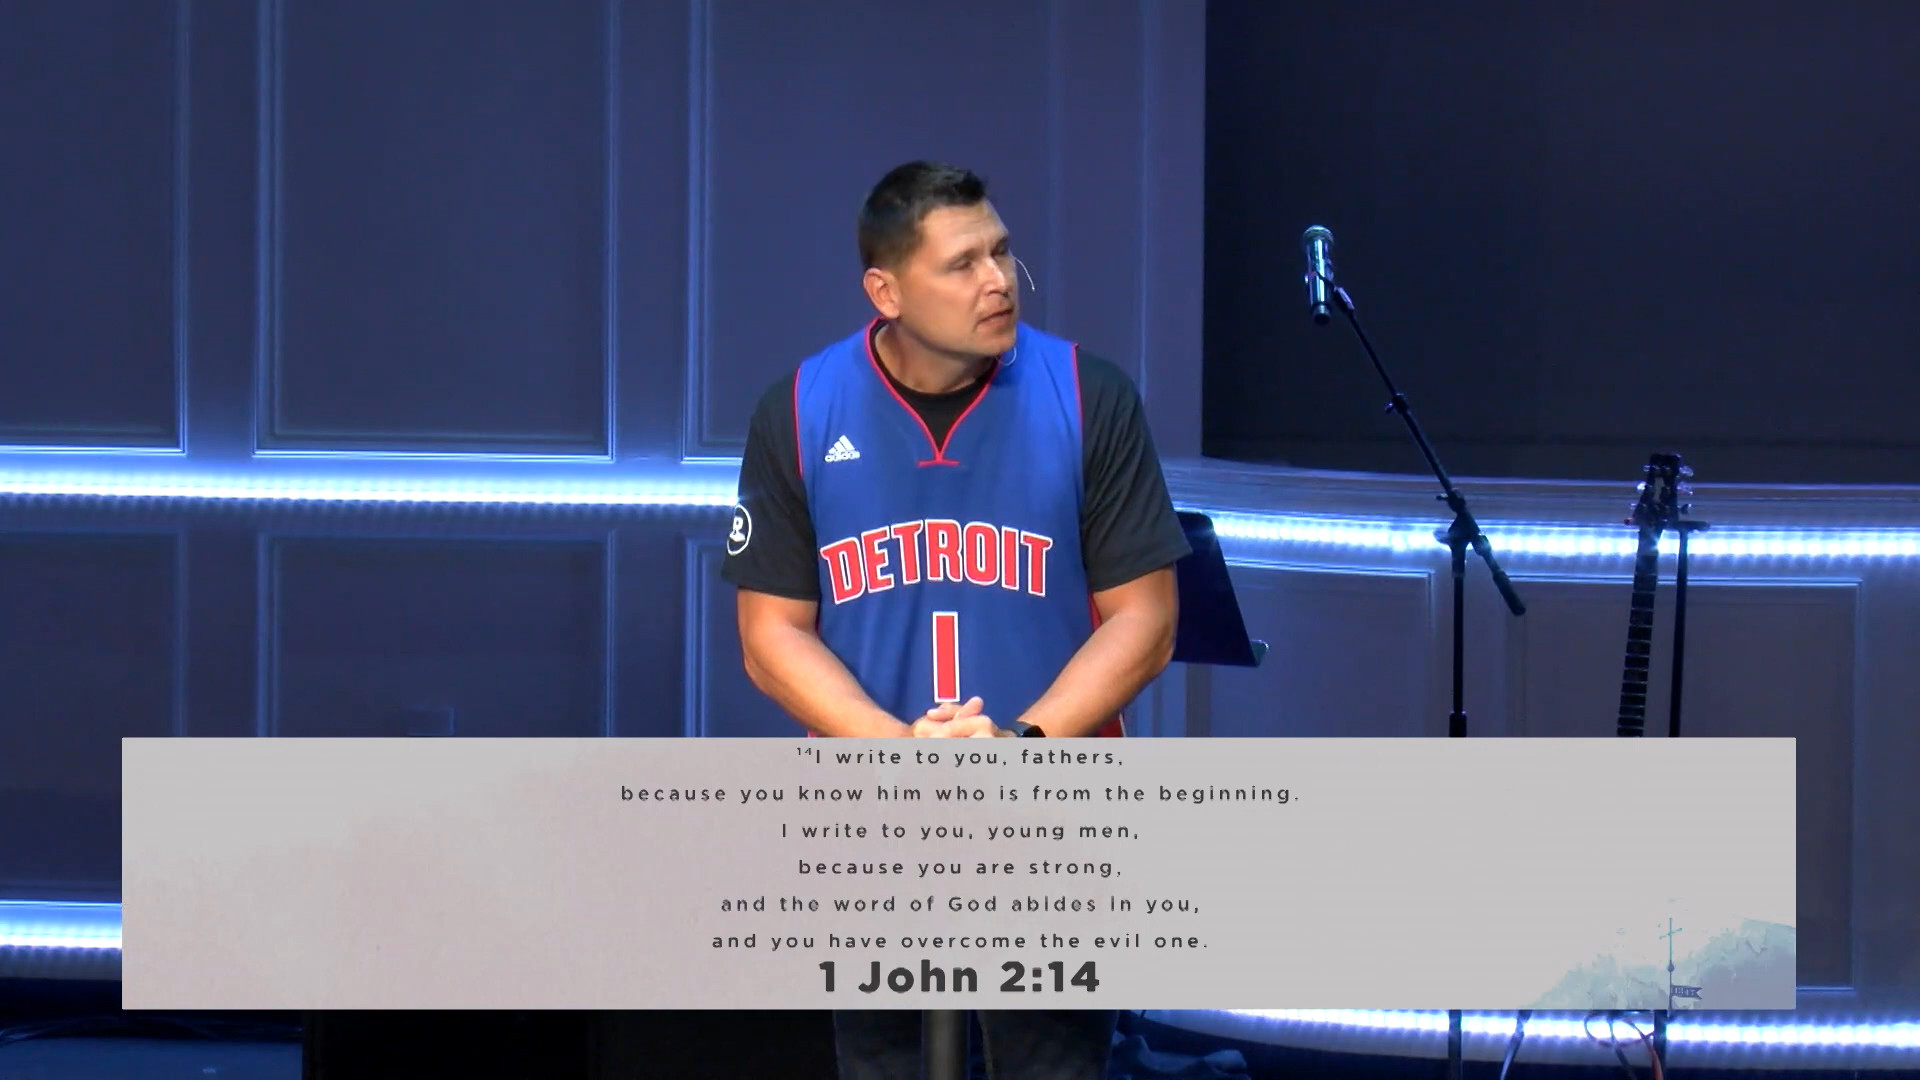 adidas
DETROIT
1
¹⁴I write to you, fathers,
because you know him who is from the beginning.
I write to you, young men,
because you are strong,
and the word of God abides in you,
and you have overcome the evil one.
1 John 2:14